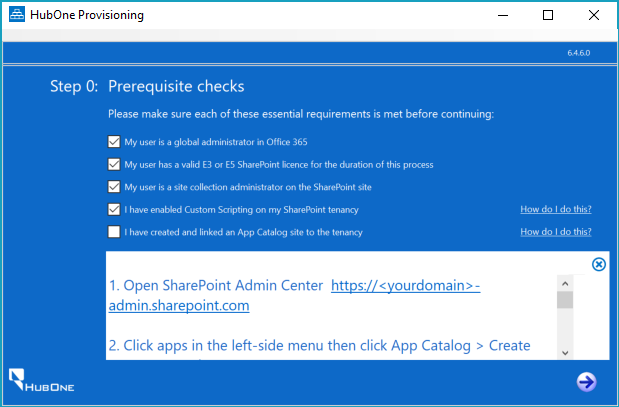 HubOne Provisioning
6.4.6.0
Step 0: Prerequisite checks
Please make sure each of these essential requirements is met before continuing:
My user is a global administrator in Office 365
My user has a valid E3 or E5 SharePoint licence for the duration of this process
My user is a site collection administrator on the SharePoint site
I have enabled Custom Scripting on my SharePoint tenancy How do I do this?
I have created and linked an App Catalog site to the tenancy How do I do this?
1. Open SharePoint Admin Center https://<yourdomain>-
admin.sharepoint.com
2. Click apps in the left-side menu then click App Catalog > Create
HUBONE